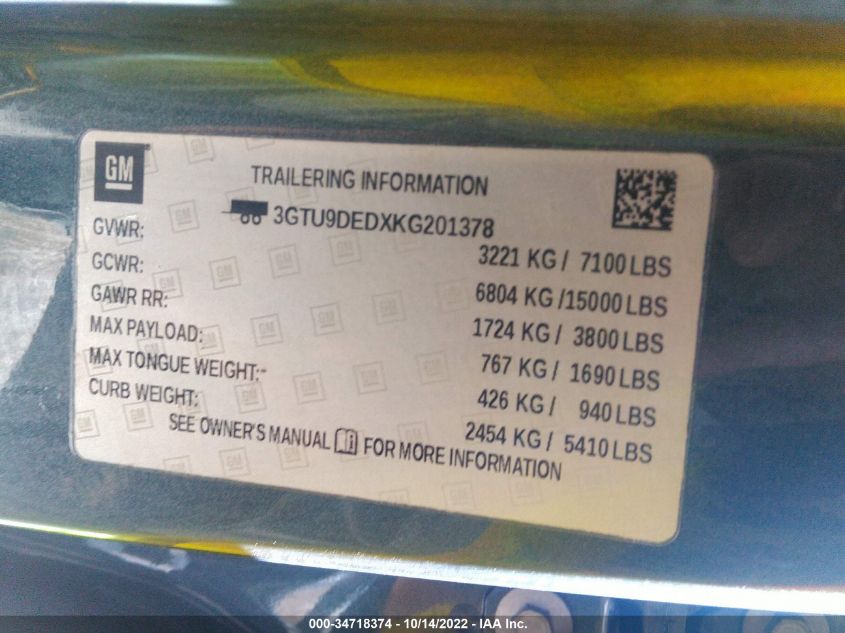 GM
TRAILERING INFORMATION
3GTU9DEDXKG201378
GVWR: 3221 KG / 7100 LBS
GCWR: 6804 KG /15000 LBS
GAWR RR: 1724 KG / 3800 LBS
MAX PAYLOAD: 767 KG / 1690 LBS
MAX TONGUE WEIGHT: 426 KG / 940 LBS
CURB WEIGHT: 2454 KG / 5410 LBS
SEE OWNER'S MANUAL FOR MORE INFORMATION
000-34718374 - 10/14/2022 - IAA Inc.